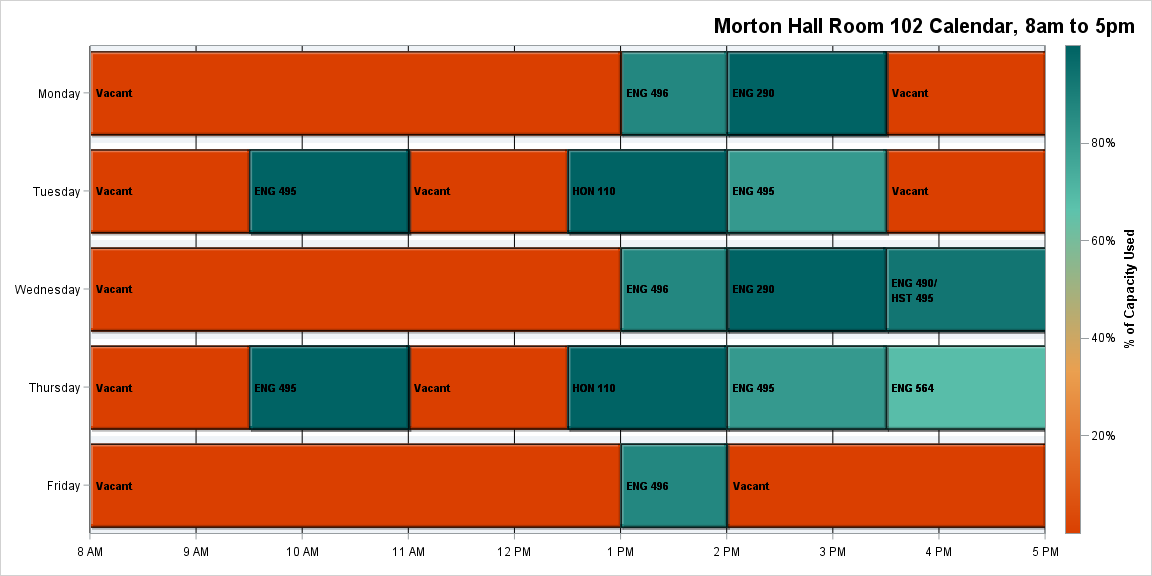 Morton Hall Room 102 Calendar, 8am to 5pm
Monday
Vacant
ENG 496
ENG 290
Vacant
Tuesday
Vacant
ENG 495
Vacant
HON 110
ENG 495
Vacant
Wednesday
Vacant
ENG 496
ENG 290
ENG 490/
HST 495
Thursday
Vacant
ENG 495
Vacant
HON 110
ENG 495
ENG 564
Friday
Vacant
ENG 496
Vacant
8 AM
9 AM
10 AM
11 AM
12 PM
1 PM
2 PM
3 PM
4 PM
5 PM
80%
60%
40%
20%
% of Capacity Used